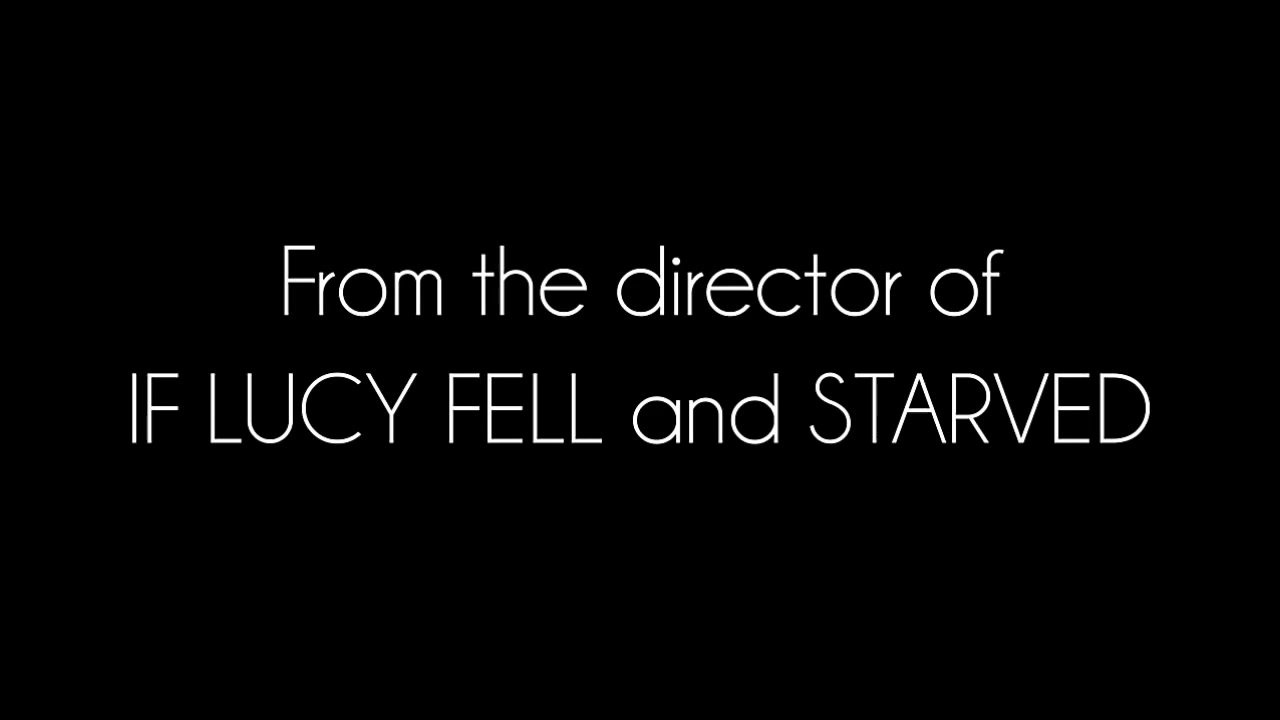 From the director of
IF LUCY FELL and STARVED